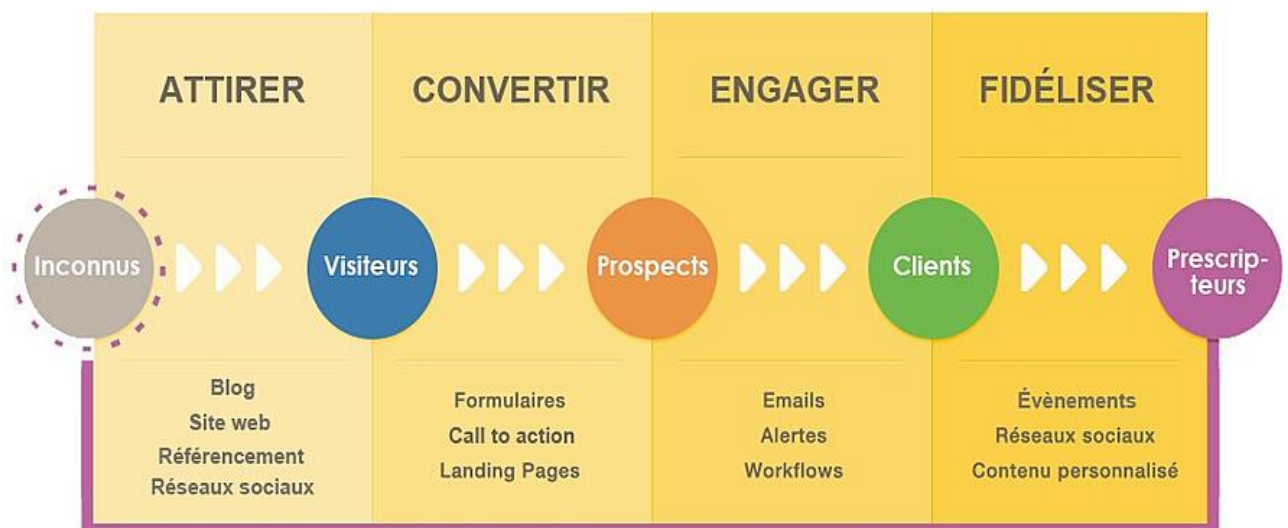 ATTIRER
CONVERTIR
ENGAGER
FIDÉLISER
Inconnus
Visiteurs
Prospects
Clients
Prescrip-
teurs
Blog
Site web
Référencement
Réseaux sociaux
Formulaires
Call to action
Landing Pages
Emails
Alertes
Workflows
Évènements
Réseaux sociaux
Contenu personnalisé